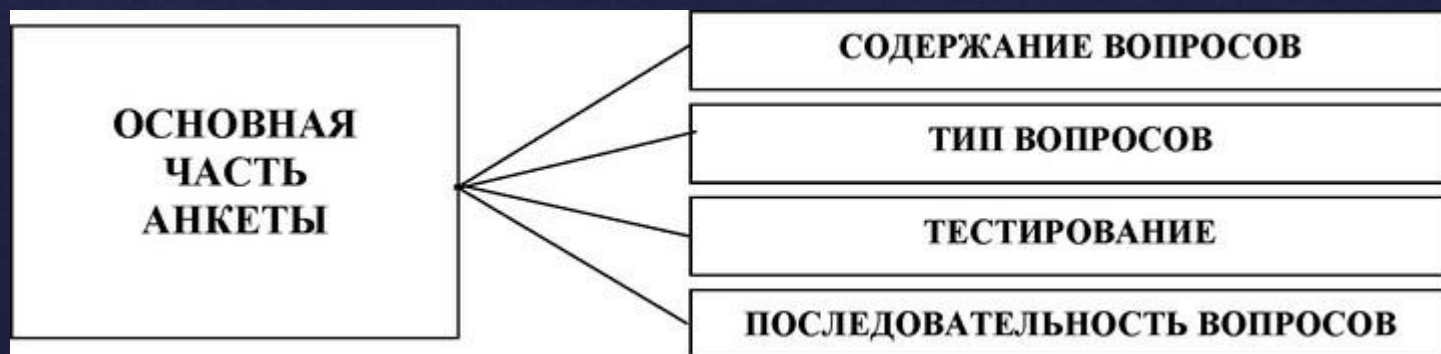 ОСНОВНАЯ
ЧАСТЬ
АНКЕТЫ
СОДЕРЖАНИЕ ВОПРОСОВ
ТИП ВОПРОСОВ
ТЕСТИРОВАНИЕ
ПОСЛЕДОВАТЕЛЬНОСТЬ ВОПРОСОВ